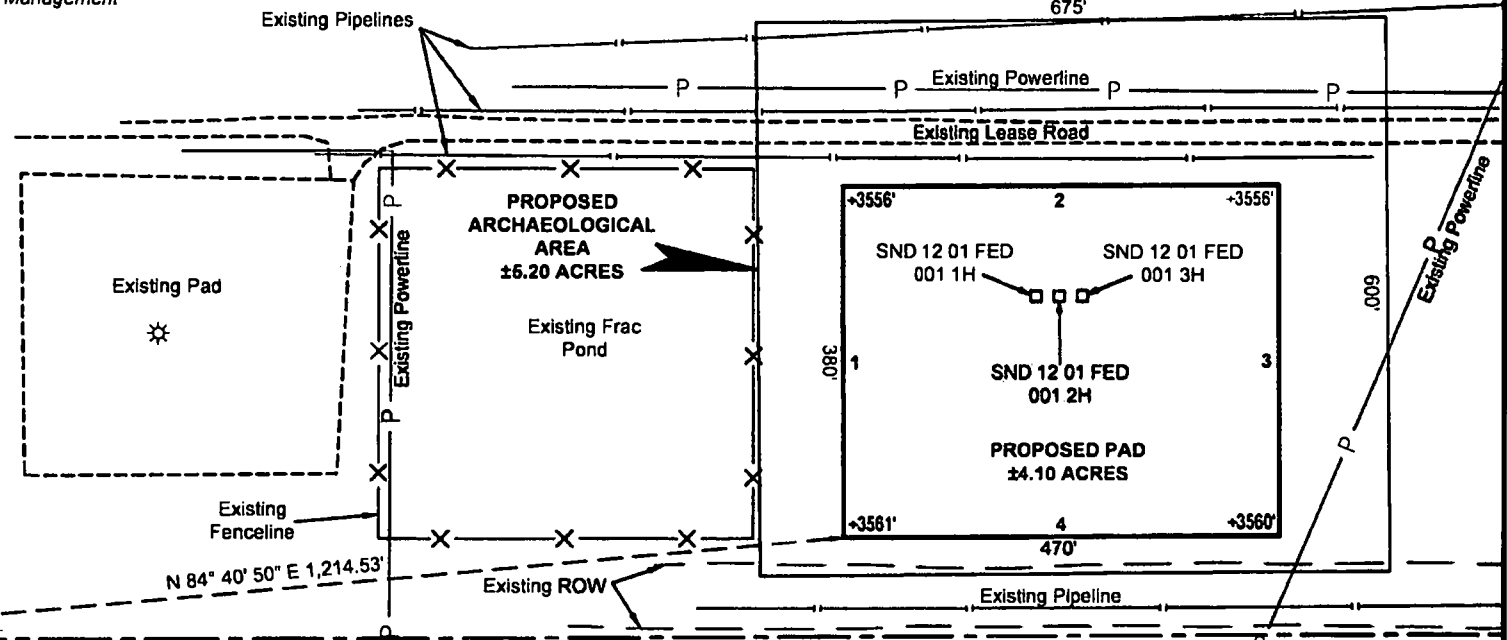 Management
Existing Pipelines
675'
P
P
Existing Powerline
P
P
Existing Lease Road
Existing Pad
P
Existing Powerline
P
P
PROPOSED
ARCHAEOLOGICAL
AREA
±6.20 ACRES
Existing Frac
Pond
+3556'
2
+3556'
SND 12 01 FED
001 1H
SND 12 01 FED
001 3H
380'
1
3
SND 12 01 FED
001 2H
PROPOSED PAD
±4.10 ACRES
+3561'
4
+3560'
470'
600'
P
Existing Powerline
P
Existing
Fenceline
N 84° 40' 50" E 1,214.53'
Existing ROW
Existing Pipeline